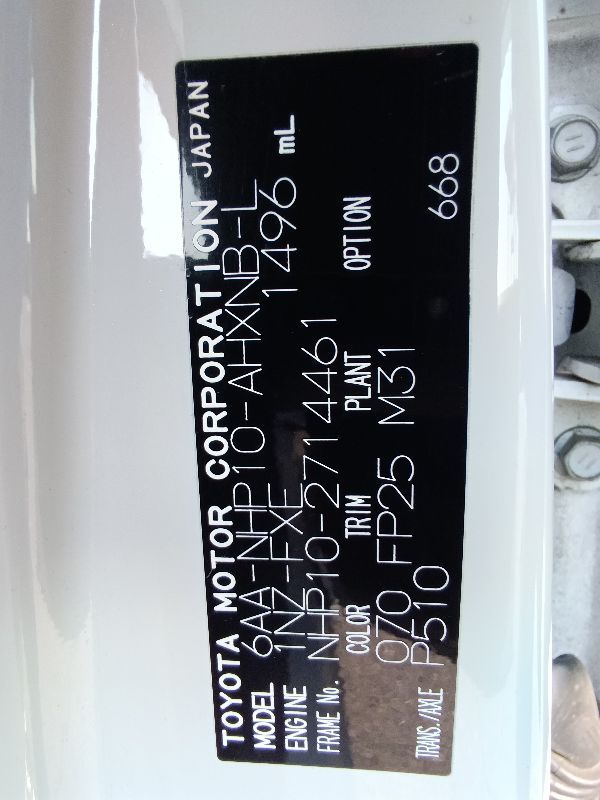 TOYOTA MOTOR CORPORATION JAPAN
MODEL 6AA-NHP10-AHXNB-L
ENGINE 1NZ-FXE 1496 mL
FRAME No. NHP10-2714461
COLOR TRIM PLANT OPTION
070 FP25 M31
TRANS./AXLE P510 668